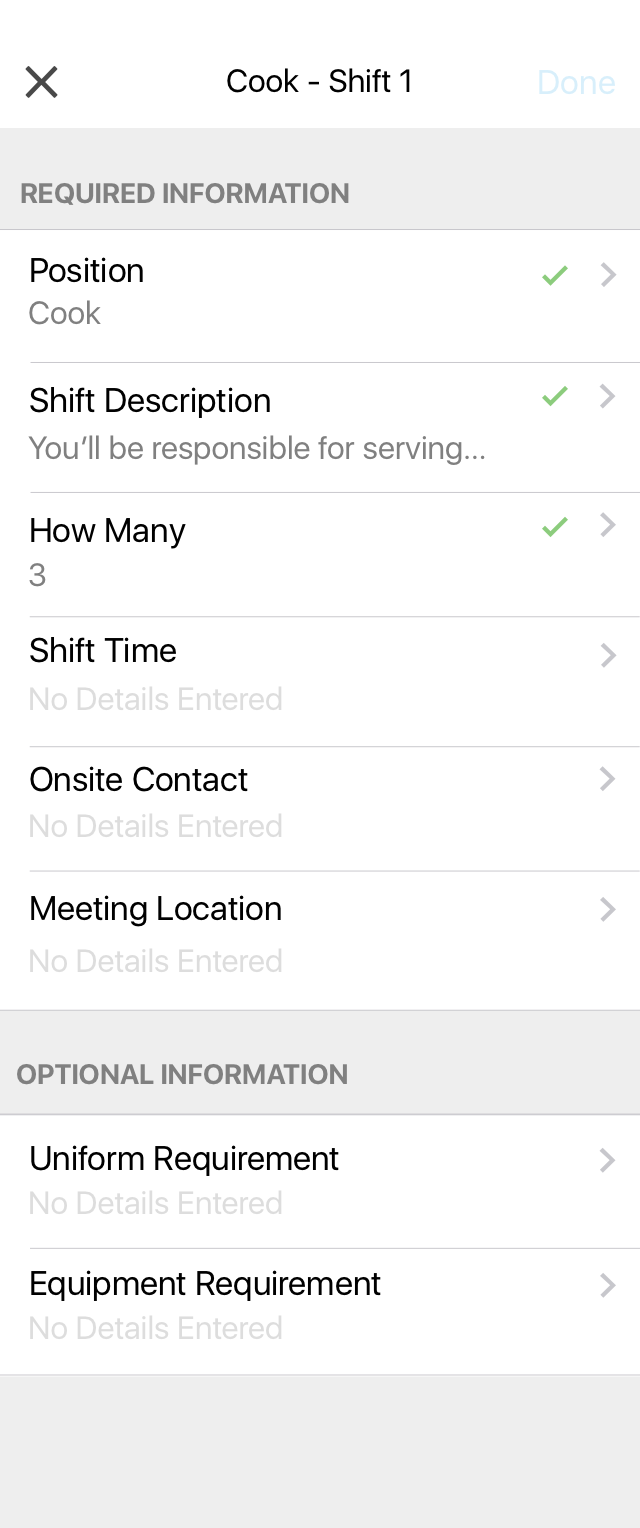 Cook - Shift 1
Done
REQUIRED INFORMATION
Position
Cook
Shift Description
You’ll be responsible for serving...
How Many
3
Shift Time
No Details Entered
Onsite Contact
No Details Entered
Meeting Location
No Details Entered
OPTIONAL INFORMATION
Uniform Requirement
No Details Entered
Equipment Requirement
No Details Entered